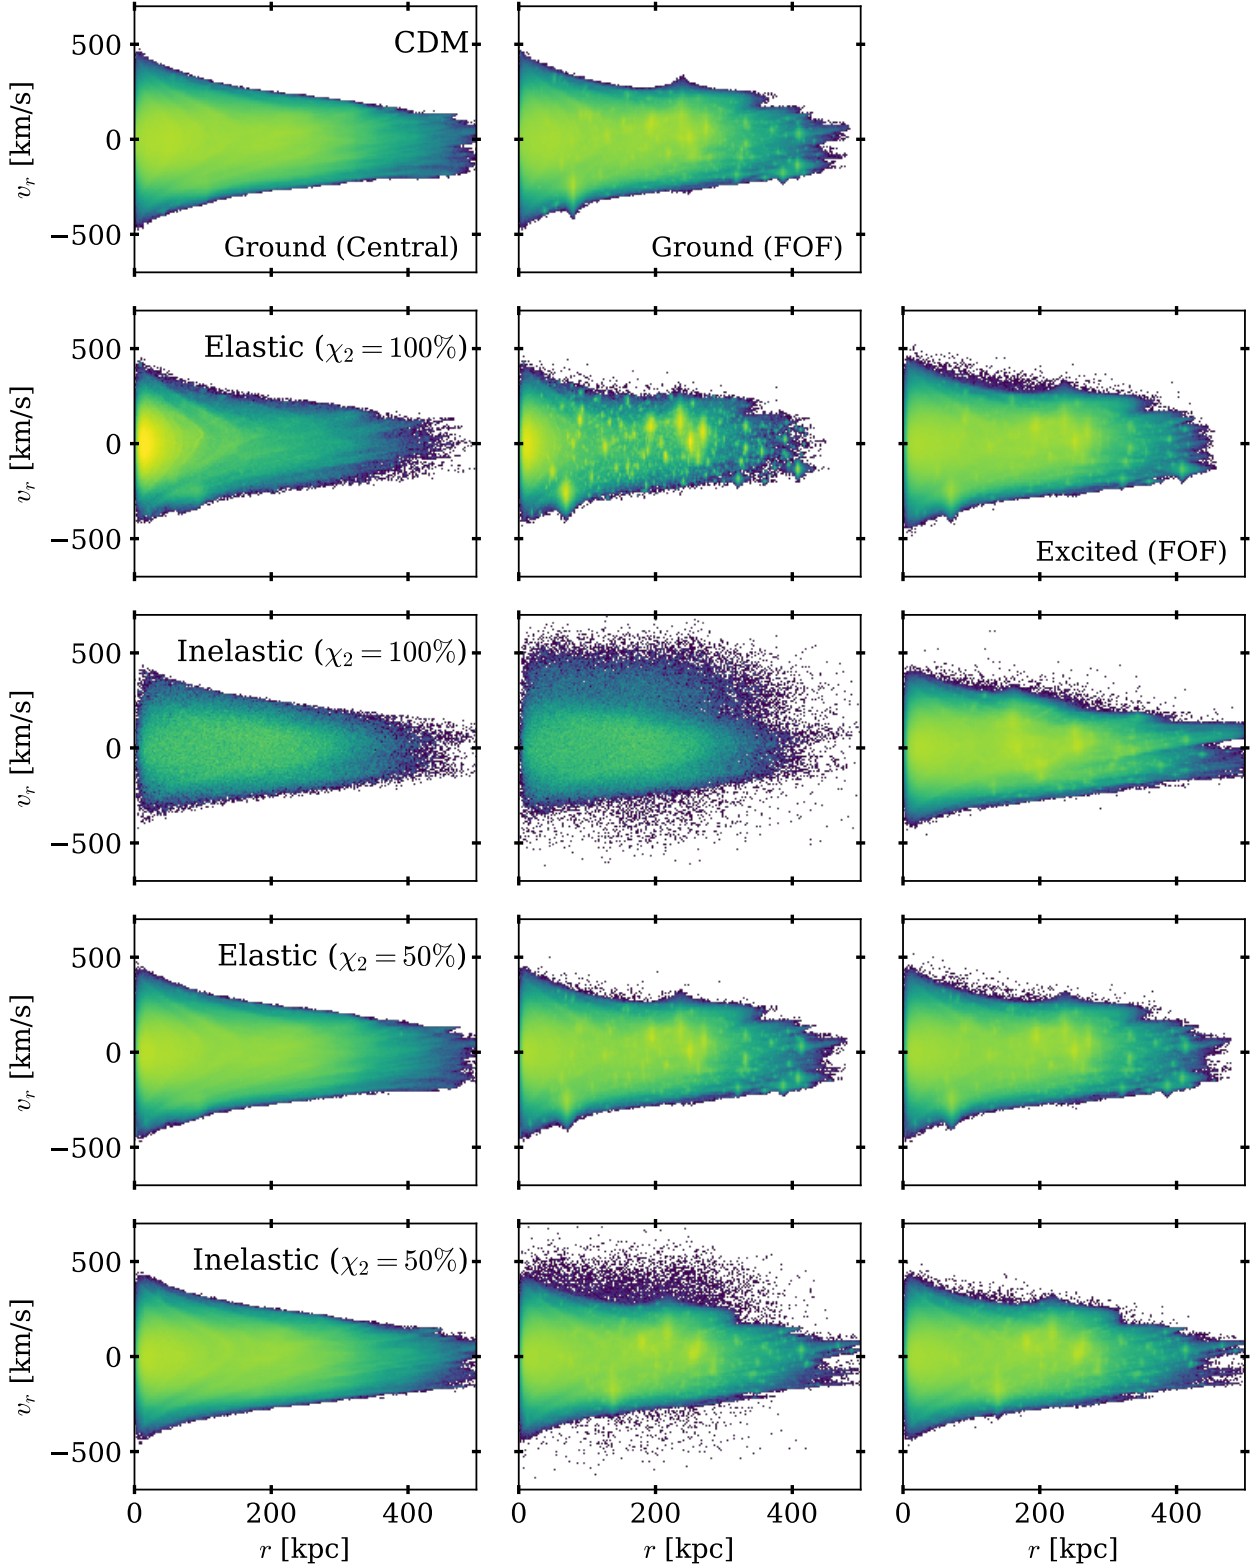 500
0
−500
v_r [km/s]
CDM
Ground (Central)
Ground (FOF)
500
0
−500
v_r [km/s]
Elastic (χ₂ = 100%)
Excited (FOF)
500
0
−500
v_r [km/s]
Inelastic (χ₂ = 100%)
500
0
−500
v_r [km/s]
Elastic (χ₂ = 50%)
500
0
−500
v_r [km/s]
Inelastic (χ₂ = 50%)
0 200 400
0 200 400
0 200 400
r [kpc]
r [kpc]
r [kpc]